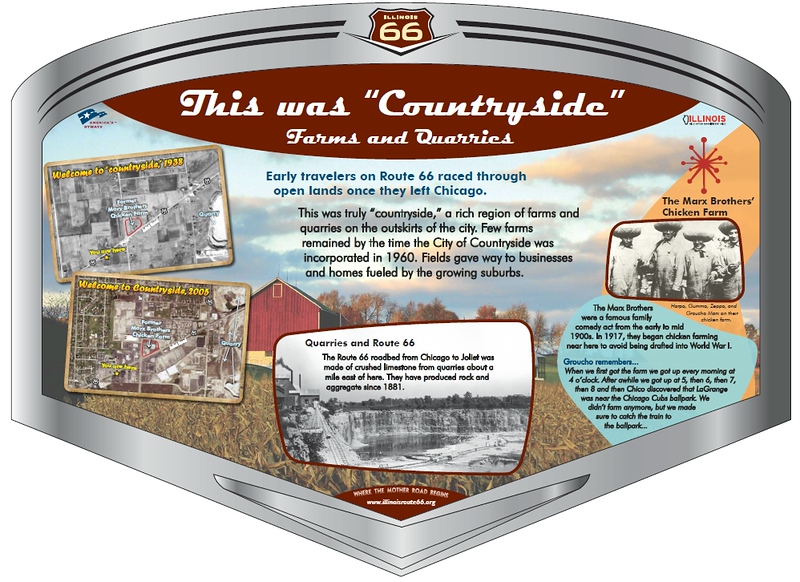 ILLINOIS
66
This was "Countryside"
Farms and Quarries
AMERICA'S
BYWAYS
ILLINOIS
Welcome to "countryside," 1938
Former
Marx Brothers
Chicken Farm
Quarry
You are here
Welcome to Countryside, 2005
Former
Marx Brothers
Chicken Farm
Quarry
You are here
Early travelers on Route 66 raced through
open lands once they left Chicago.
This was truly "countryside," a rich region of farms and
quarries on the outskirts of the city. Few farms
remained by the time the City of Countryside was
incorporated in 1960. Fields gave way to businesses
and homes fueled by the growing suburbs.
Quarries and Route 66
The Route 66 roadbed from Chicago to Joliet was
made of crushed limestone from quarries about a
mile east of here. They have produced rock and
aggregate since 1881.
The Marx Brothers'
Chicken Farm
Harpo, Gummo, Zeppo, and
Groucho Marx on their
chicken farm.
The Marx Brothers
were a famous family
comedy act from the early to mid
1900s. In 1917, they began chicken farming
near here to avoid being drafted into World War I.
Groucho remembers...
When we first got the farm we got up every morning at
4 o'clock. After awhile we got up at 5, then 6, then 7,
then 8 and then Chico discovered that LaGrange
was near the Chicago Cubs ballpark. We
didn't farm anymore, but we made
sure to catch the train to
the ballpark...
WHERE THE MOTHER ROAD BEGINS
www.illinoisroute66.org